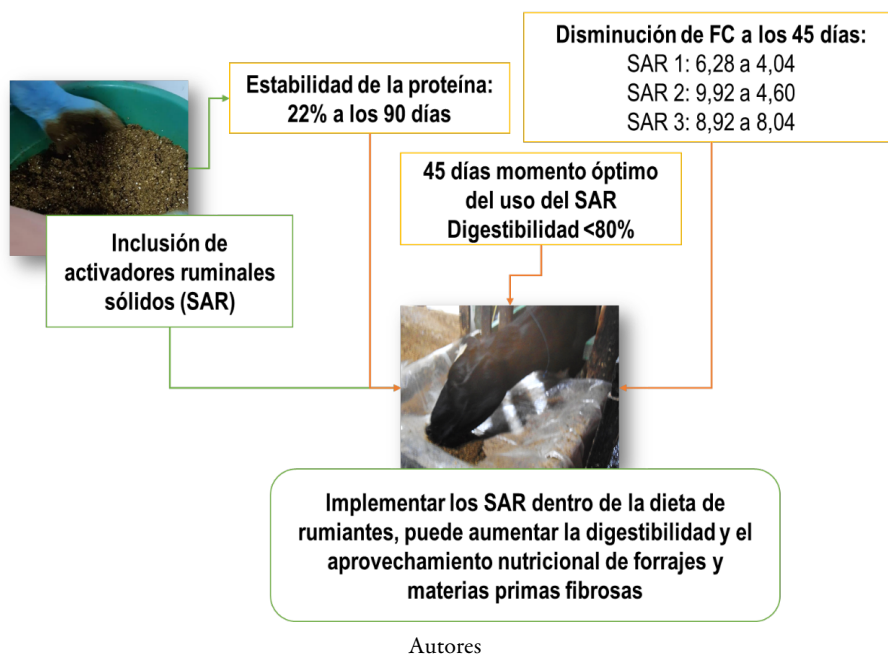 Disminución de FC a los 45 días:
SAR 1: 6,28 a 4,04
SAR 2: 9,92 a 4,60
SAR 3: 8,92 a 8,04
Estabilidad de la proteína:
22% a los 90 días
45 días momento óptimo
del uso del SAR
Digestibilidad <80%
Inclusión de
activadores ruminales
sólidos (SAR)
Implementar los SAR dentro de la dieta de
rumiantes, puede aumentar la digestibilidad y el
aprovechamiento nutricional de forrajes y
materias primas fibrosas
Autores